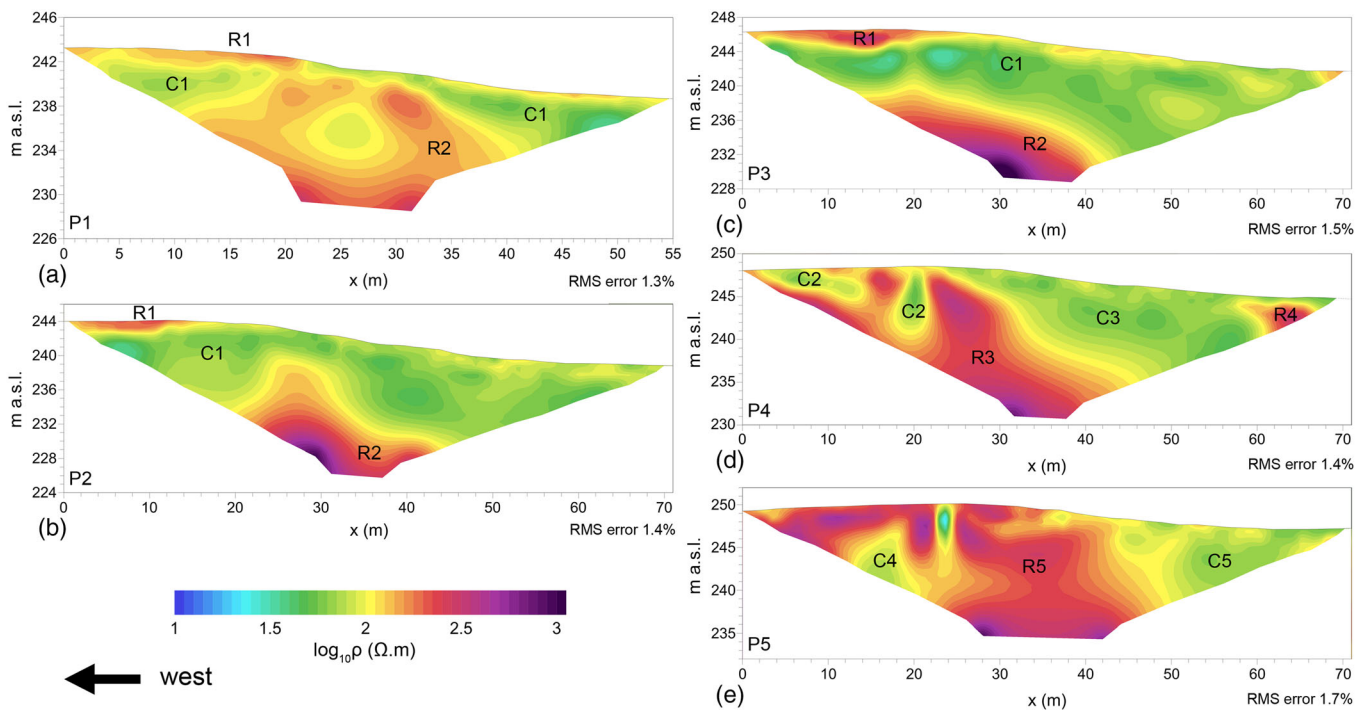 246
242
238
234
230
226
m a.s.l.
R1
C1
C1
R2
P1
0 5 10 15 20 25 30 35 40 45 50 55
(a)
x (m)
RMS error 1.3%
244
240
236
232
228
224
m a.s.l.
R1
C1
R2
P2
0 10 20 30 40 50 60 70
(b)
x (m)
RMS error 1.4%
1 1.5 2 2.5 3
log₁₀ρ (Ω.m)
west
248
244
240
236
232
228
m a.s.l.
R1
C1
R2
P3
0 10 20 30 40 50 60 70
(c)
x (m)
RMS error 1.5%
250
245
240
235
230
m a.s.l.
C2
C2
C3
R4
R3
P4
0 10 20 30 40 50 60 70
(d)
x (m)
RMS error 1.4%
250
245
240
235
m a.s.l.
C4
R5
C5
P5
0 10 20 30 40 50 60 70
(e)
x (m)
RMS error 1.7%